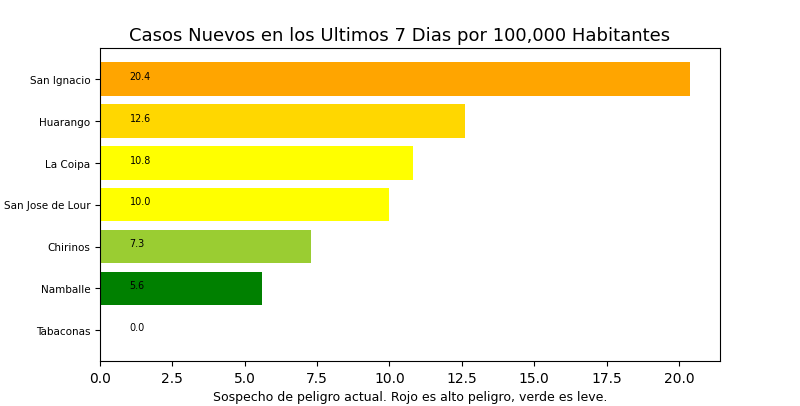 Casos Nuevos en los Ultimos 7 Dias por 100,000 Habitantes
San Ignacio 20.4
Huarango 12.6
La Coipa 10.8
San Jose de Lour 10.0
Chirinos 7.3
Namballe 5.6
Tabaconas 0.0
0.0 2.5 5.0 7.5 10.0 12.5 15.0 17.5 20.0
Sospecho de peligro actual. Rojo es alto peligro, verde es leve.